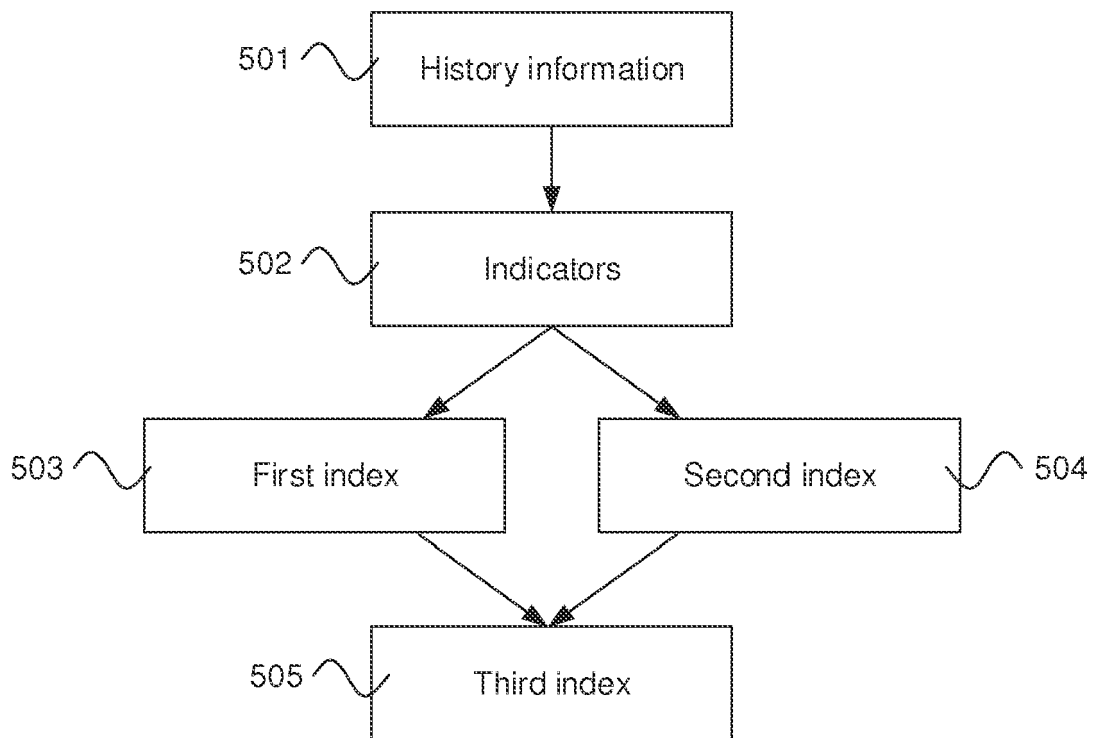 501
History information
502
Indicators
503
First index
Second index
504
505
Third index